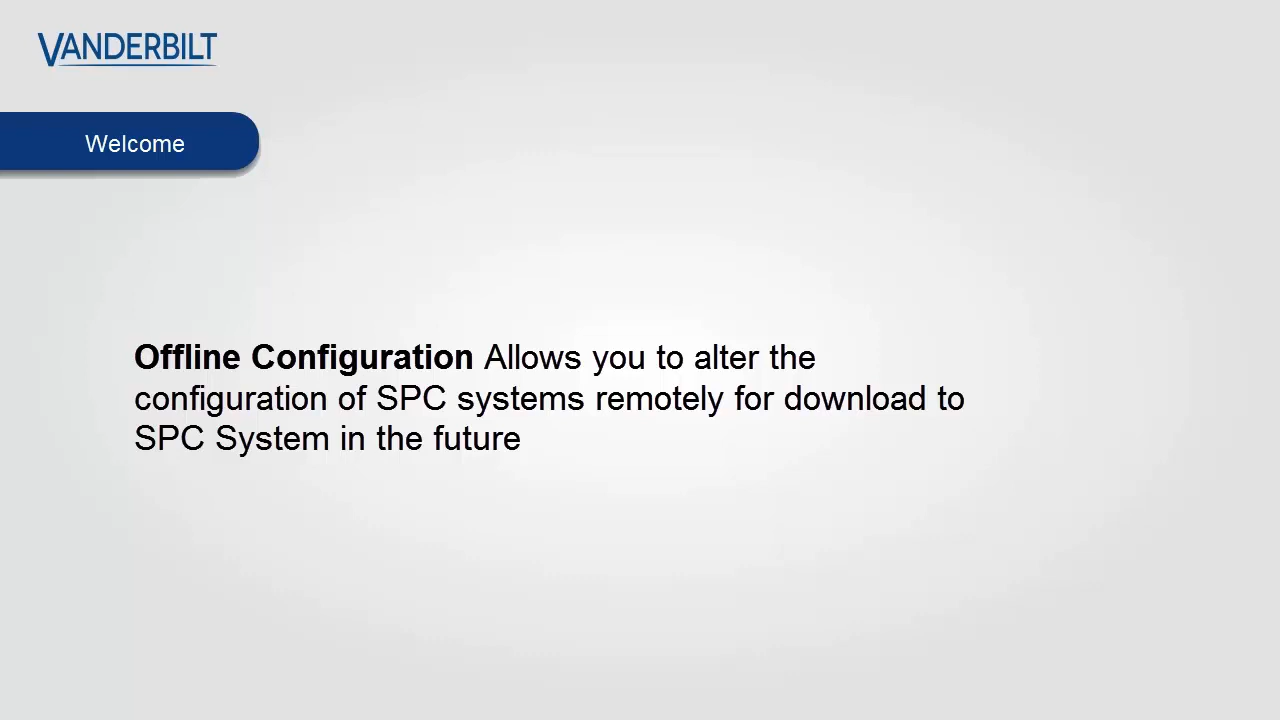 VANDERBILT
Welcome
Offline Configuration Allows you to alter the
configuration of SPC systems remotely for download to
SPC System in the future